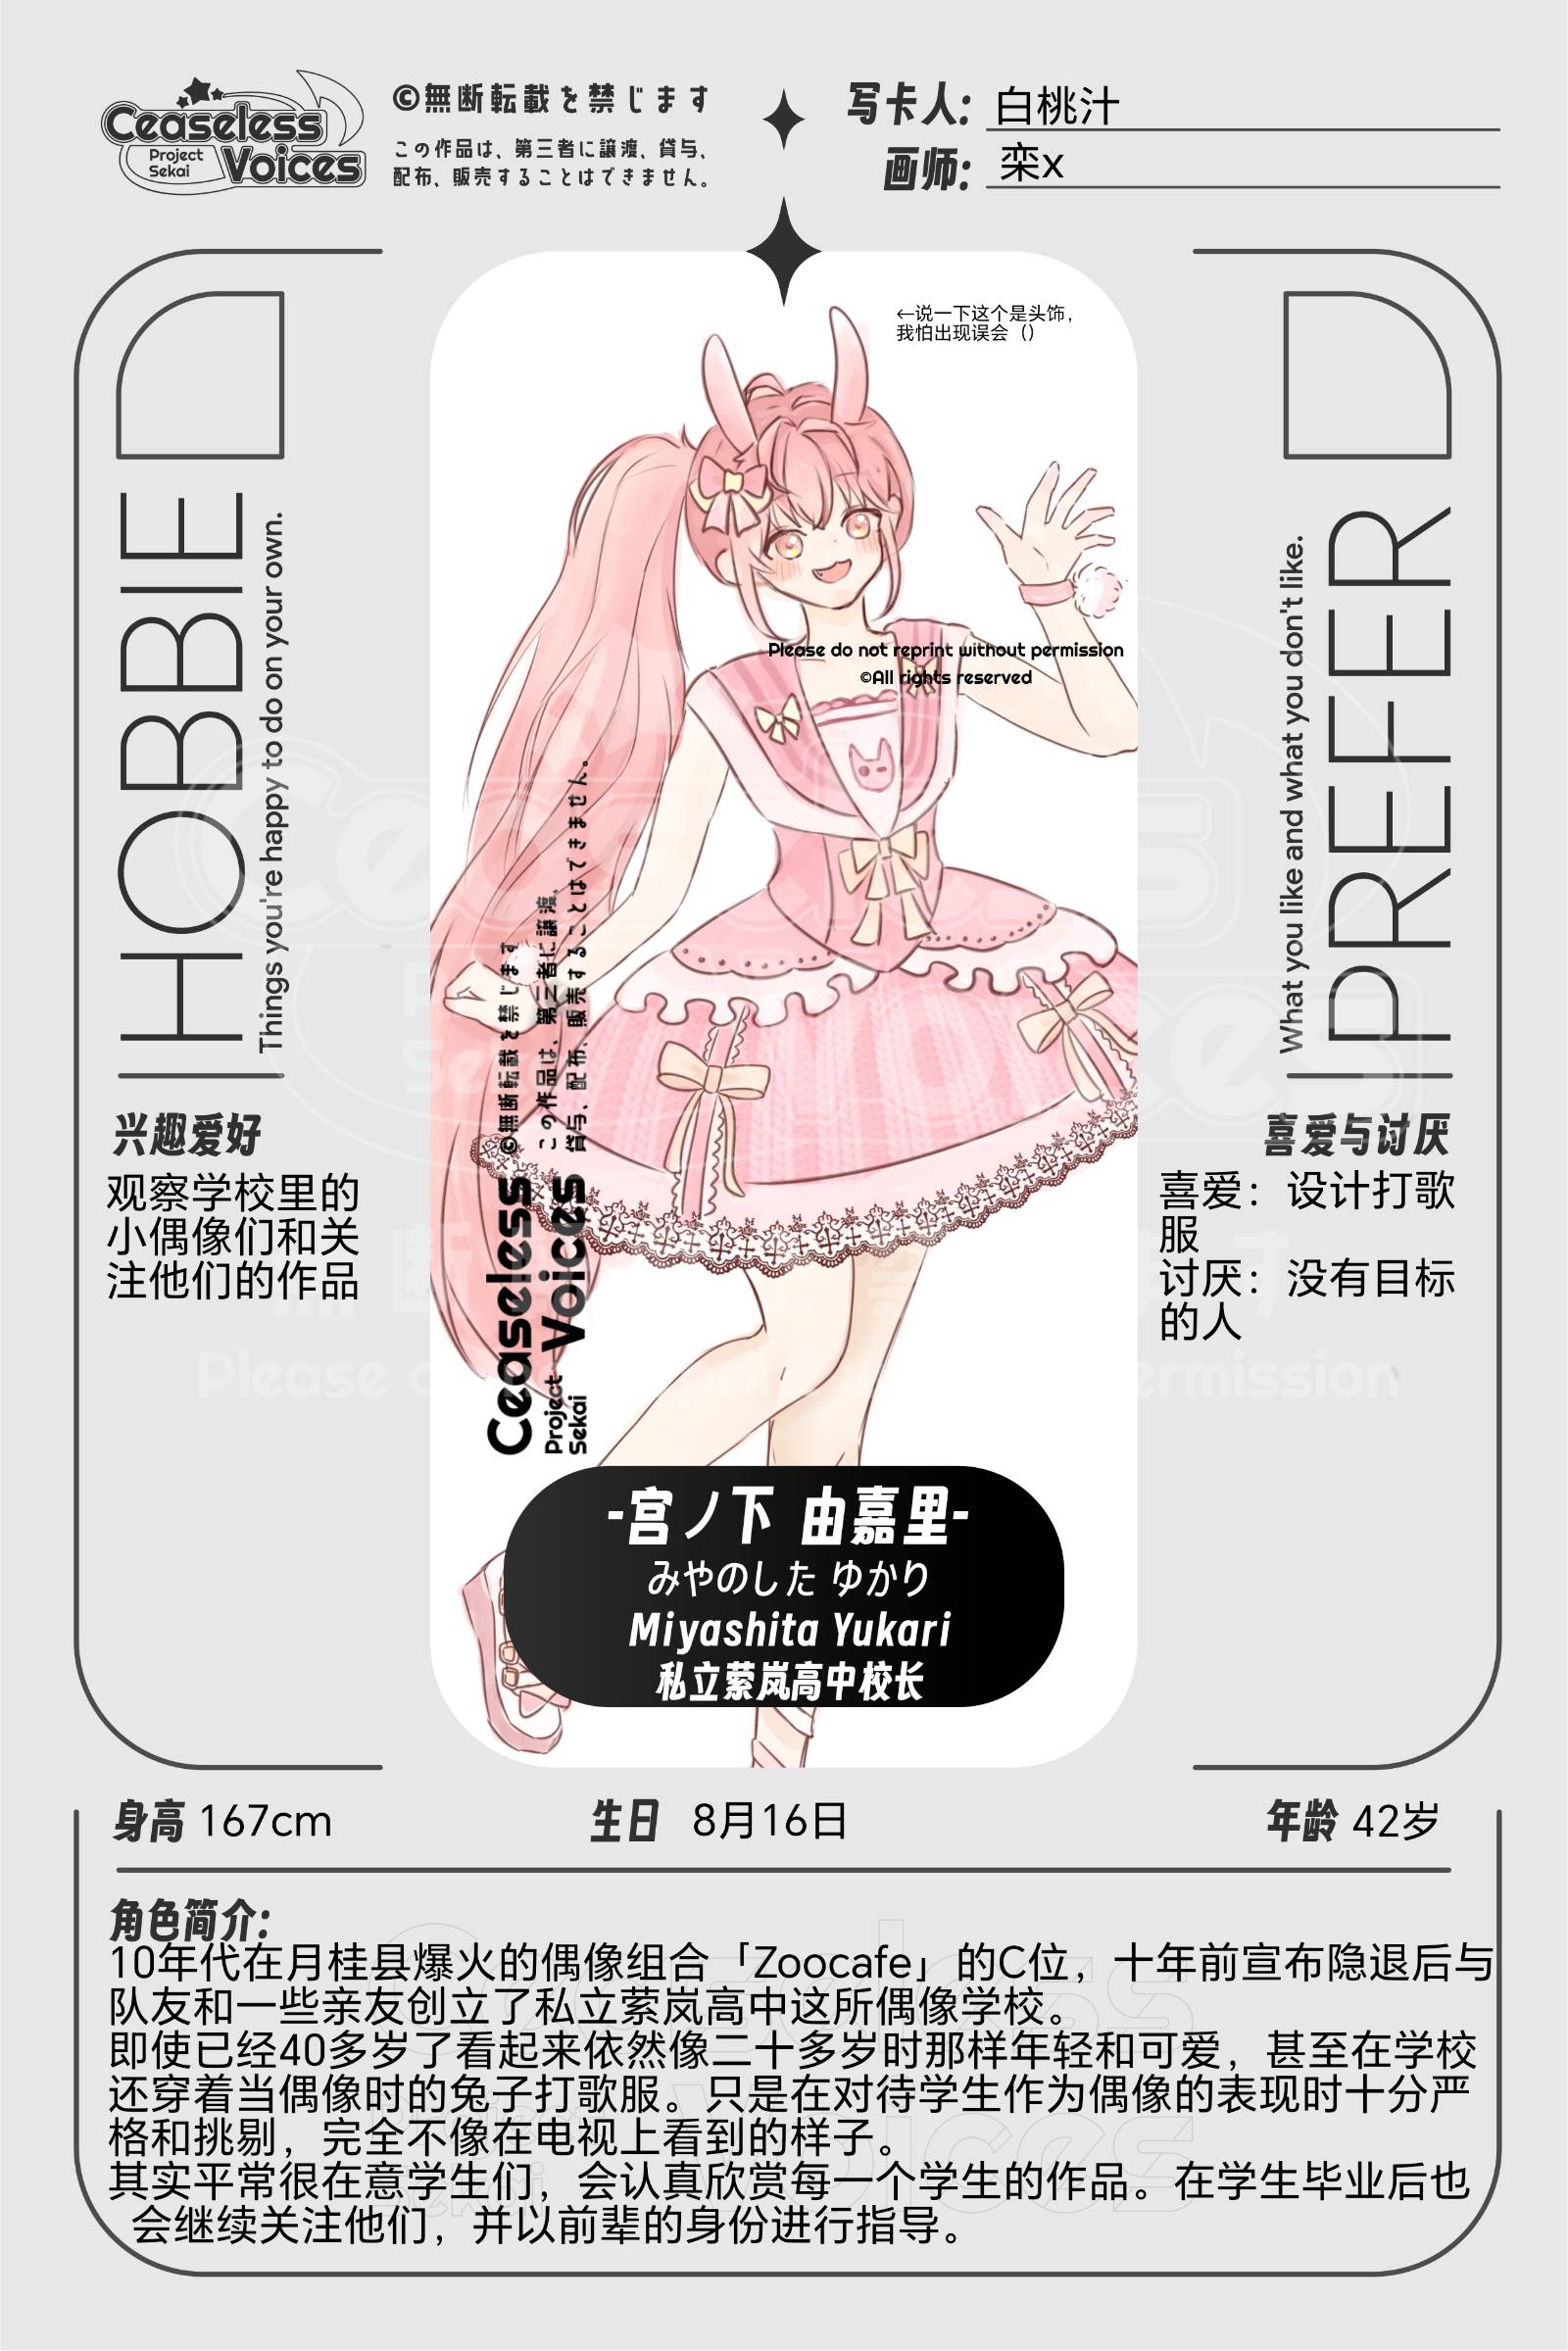 Ceaseless
Voices
Project
Sekai
©無断転載を禁じます
この作品は、第三者に譲渡、貸与、
配布、販売することはできません。
写卡人: 白桃汁
画师: 栾x
←说一下这个是头饰，
我怕出现误会（）
HOBBIE
Things you're happy to do on your own.
兴趣爱好
观察学校里的
小偶像们和关
注他们的作品
Please do not reprint without permission
©All rights reserved
©無断転載を禁じます
この作品は、第三者に譲渡、
貸与、配布、販売することはできません。
Ceaseless
Voices
Project
Sekai
PREFER
What you like and what you don't like.
喜爱与讨厌
喜爱：设计打歌
服
讨厌：没有目标
的人
-宫ノ下 由嘉里-
みやのした ゆかり
Miyashita Yukari
私立萦岚高中校长
身高 167cm
生日 8月16日
年龄 42岁
角色简介:
10年代在月桂县爆火的偶像组合「Zoocafe」的C位，十年前宣布隐退后与
队友和一些亲友创立了私立萦岚高中这所偶像学校。
即使已经40多岁了看起来依然像二十多岁时那样年轻和可爱，甚至在学校
还穿着当偶像时的兔子打歌服。只是在对待学生作为偶像的表现时十分严
格和挑剔，完全不像在电视上看到的样子。
其实平常很在意学生们，会认真欣赏每一个学生的作品。在学生毕业后也
会继续关注他们，并以前辈的身份进行指导。